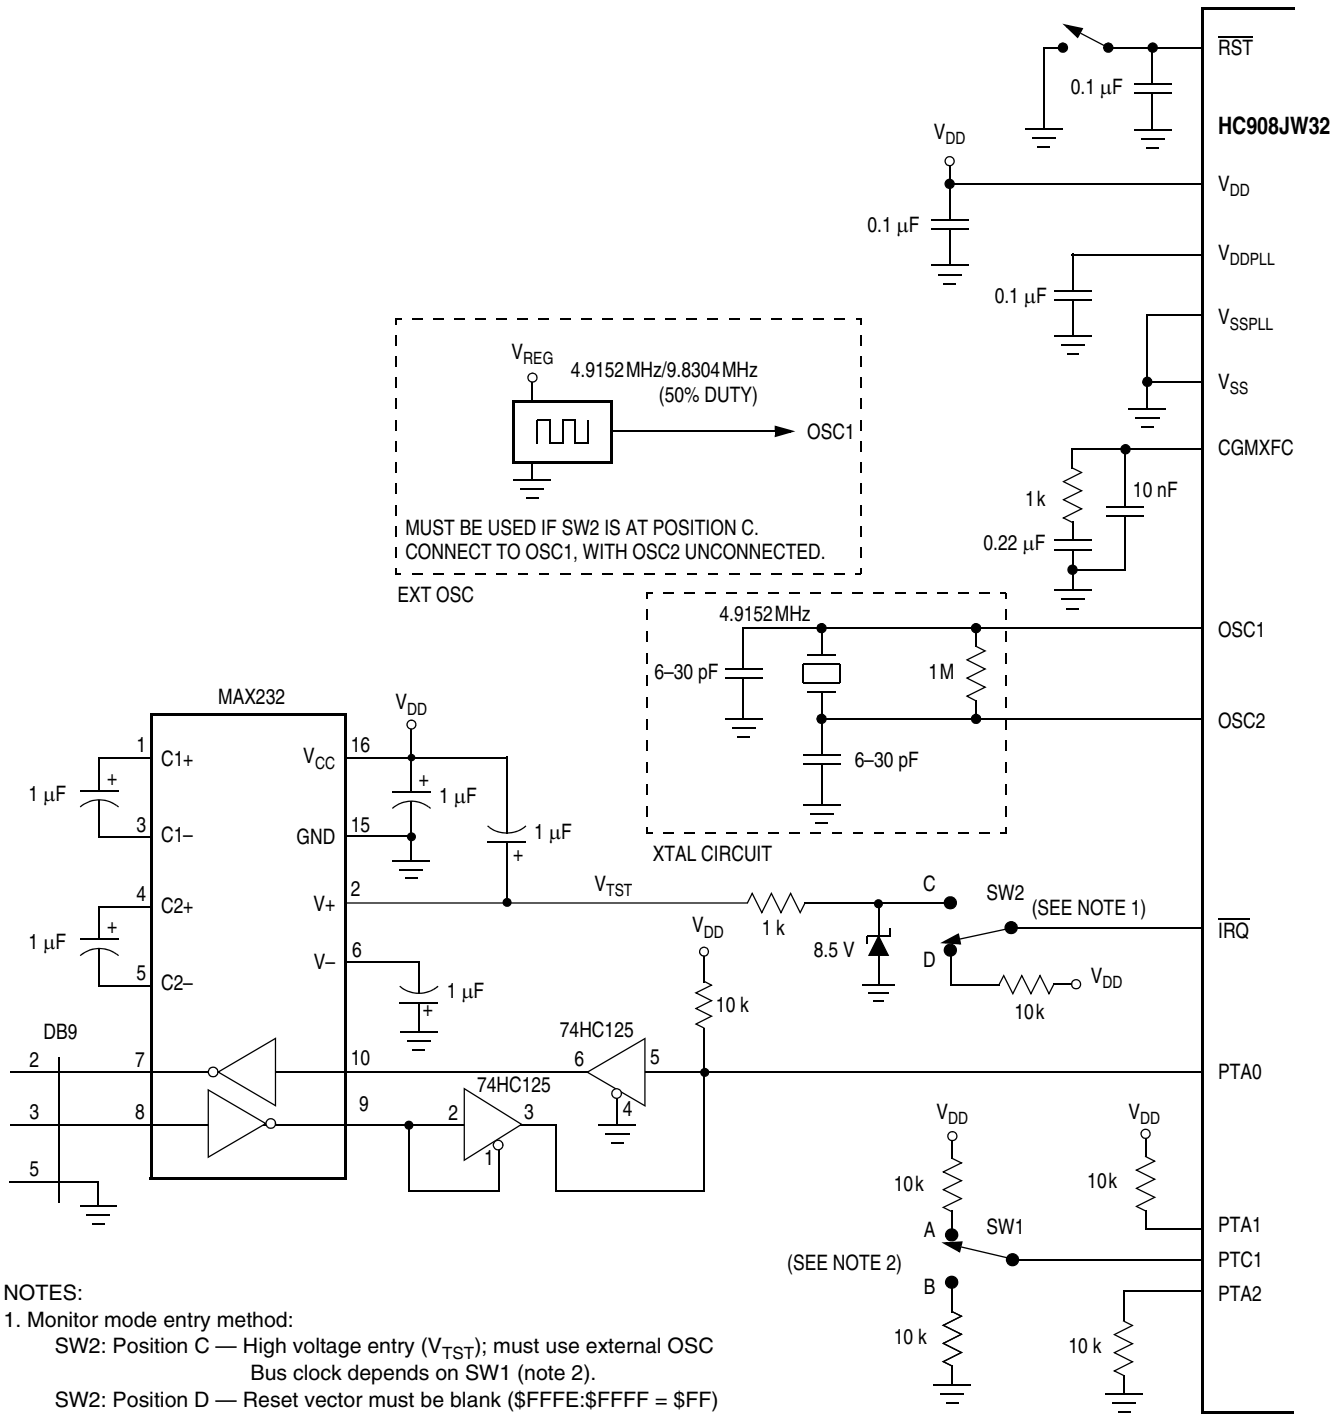 RST
0.1 μF
HC908JW32
VDD
VDD
0.1 μF
VDDPLL
0.1 μF
VSSPLL
VREG
4.9152 MHz/9.8304 MHz
(50% DUTY)
VSS
OSC1
CGMXFC
1 k
10 nF
MUST BE USED IF SW2 IS AT POSITION C.
CONNECT TO OSC1, WITH OSC2 UNCONNECTED.
0.22 μF
EXT OSC
4.9152 MHz
OSC1
6–30 pF
1 M
MAX232
VDD
OSC2
1
C1+
VCC
16
6–30 pF
1 μF
+
+
1 μF
3
C1–
GND
15
1 μF
+
XTAL CIRCUIT
4
C2+
V+
2
VTST
C
SW2
(SEE NOTE 1)
1 k
VDD
IRQ
1 μF
+
8.5 V
D
V–
6
5
C2–
1 μF
+
10 k
VDD
10 k
DB9
74HC125
2
7
10
6
5
PTA0
74HC125
3
8
9
2
3
4
VDD
VDD
1
5
10 k
10 k
A
SW1
PTA1
(SEE NOTE 2)
PTC1
B
PTA2
NOTES:
1. Monitor mode entry method:
10 k
10 k
SW2: Position C — High voltage entry (VTST); must use external OSC
Bus clock depends on SW1 (note 2).
SW2: Position D — Reset vector must be blank ($FFFE:$FFFF = $FF)